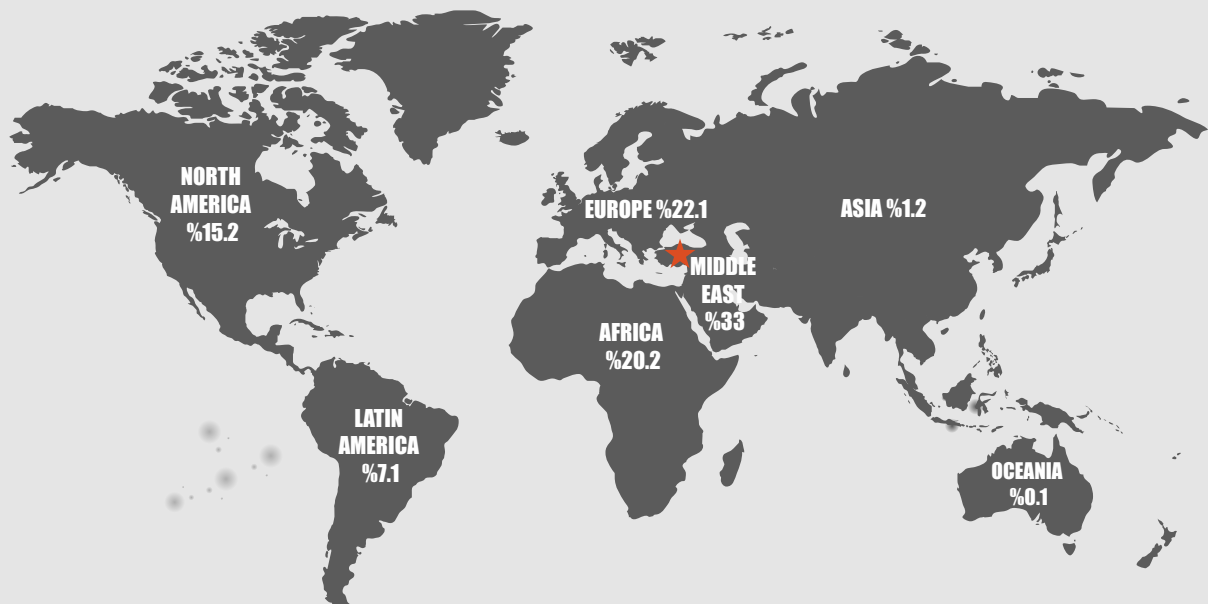 NORTH
AMERICA
%15.2
EUROPE %22.1
ASIA %1.2
MIDDLE
EAST
%33
AFRICA
%20.2
LATIN
AMERICA
%7.1
OCEANIA
%0.1